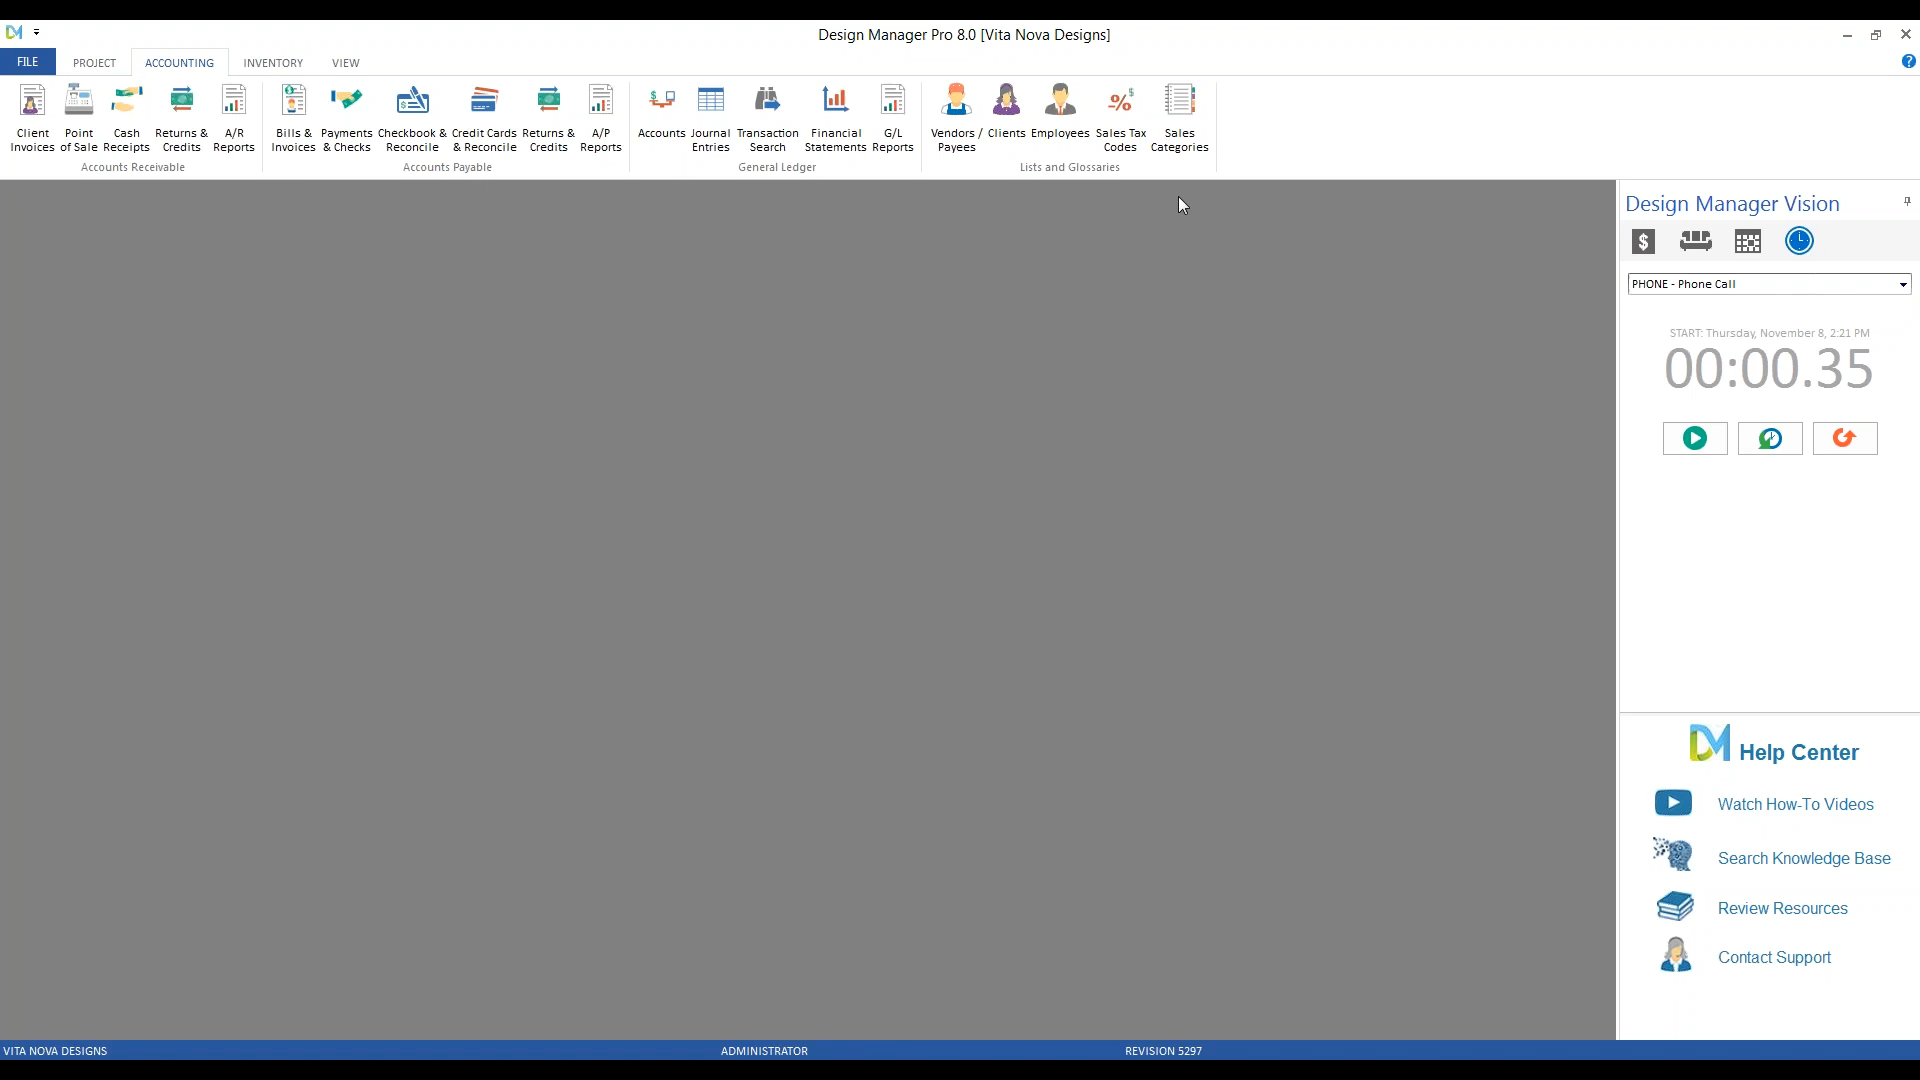 Design Manager Pro 8.0 [Vita Nova Designs]
FILE PROJECT ACCOUNTING INVENTORY VIEW
Client Invoices
Point of Sale
Cash Receipts
Returns & Credits
A/R Reports
Accounts Receivable
Bills & Invoices
Payments & Checks
Checkbook & Reconcile
Credit Cards & Reconcile
Returns & Credits
A/P Reports
Accounts Payable
Accounts
Journal Entries
Transaction Search
Financial Statements
G/L Reports
General Ledger
Vendors / Payees
Clients
Employees
Sales Tax Codes
Sales Categories
Lists and Glossaries
Design Manager Vision
PHONE - Phone Call
START: Thursday, November 8, 2:21 PM
00:00.35
DM Help Center
Watch How-To Videos
Search Knowledge Base
Review Resources
Contact Support
VITA NOVA DESIGNS ADMINISTRATOR REVISION 5297